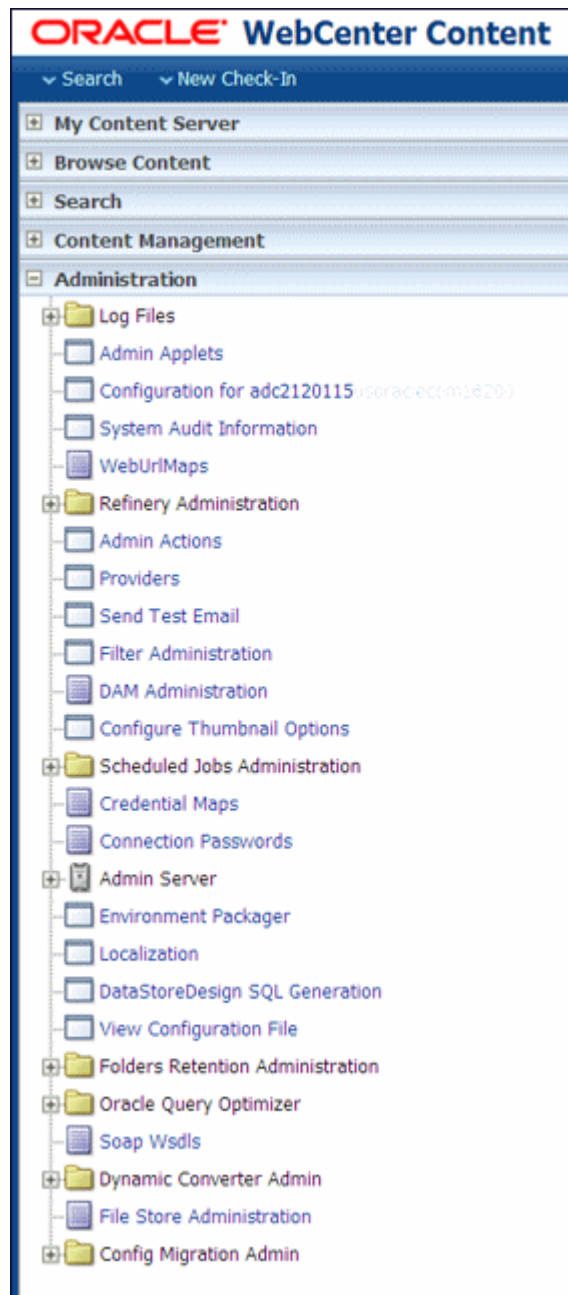 ORACLE WebCenter Content
Search New Check-In
My Content Server
Browse Content
Search
Content Management
Administration
Log Files
Admin Applets
Configuration for adc2120115
System Audit Information
WebUrlMaps
Refinery Administration
Admin Actions
Providers
Send Test Email
Filter Administration
DAM Administration
Configure Thumbnail Options
Scheduled Jobs Administration
Credential Maps
Connection Passwords
Admin Server
Environment Packager
Localization
DataStoreDesign SQL Generation
View Configuration File
Folders Retention Administration
Oracle Query Optimizer
Soap Wsdls
Dynamic Converter Admin
File Store Administration
Config Migration Admin